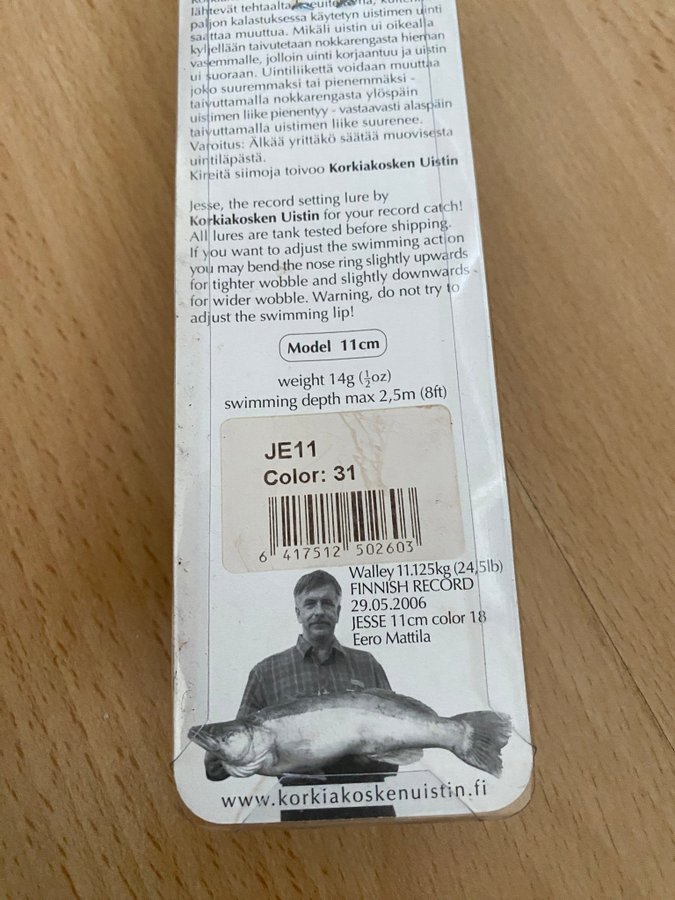 lähtevät tehtaalta
paljon kalastuksessa käytetyn uistimen uinti
saattaa muuttua. Mikäli uistin ui oikealla
kyljellään taivutetaan nokkarengasta hieman
vasemmalle, jolloin uinti korjaantuu ja uistin
ui suoraan. Uintiliikettä voidaan muuttaa
joko suuremmaksi tai pienemmäksi -
taivuttamalla nokkarengasta ylöspäin
uistimen liike pienentyy - vastaavasti alaspäin
taivuttamalla uistimen liike suurenee.
Varoitus: Älkää yrittäkö säätää muovisesta
uintiläpästä.
Kireitä siimoja toivoo Korkiakosken Uistin
Jesse, the record setting lure by
Korkiakosken Uistin for your record catch!
All lures are tank tested before shipping.
If you want to adjust the swimming action
you may bend the nose ring slightly upwards
for tighter wobble and slightly downwards
for wider wobble. Warning, do not try to
adjust the swimming lip!
Model 11cm
weight 14g (½oz)
swimming depth max 2,5m (8ft)
JE11
Color: 31
6 417512 502603
Walley 11.125kg (24,5lb)
FINNISH RECORD
29.05.2006
JESSE 11cm color 18
Eero Mattila
www.korkiakoskenuistin.fi